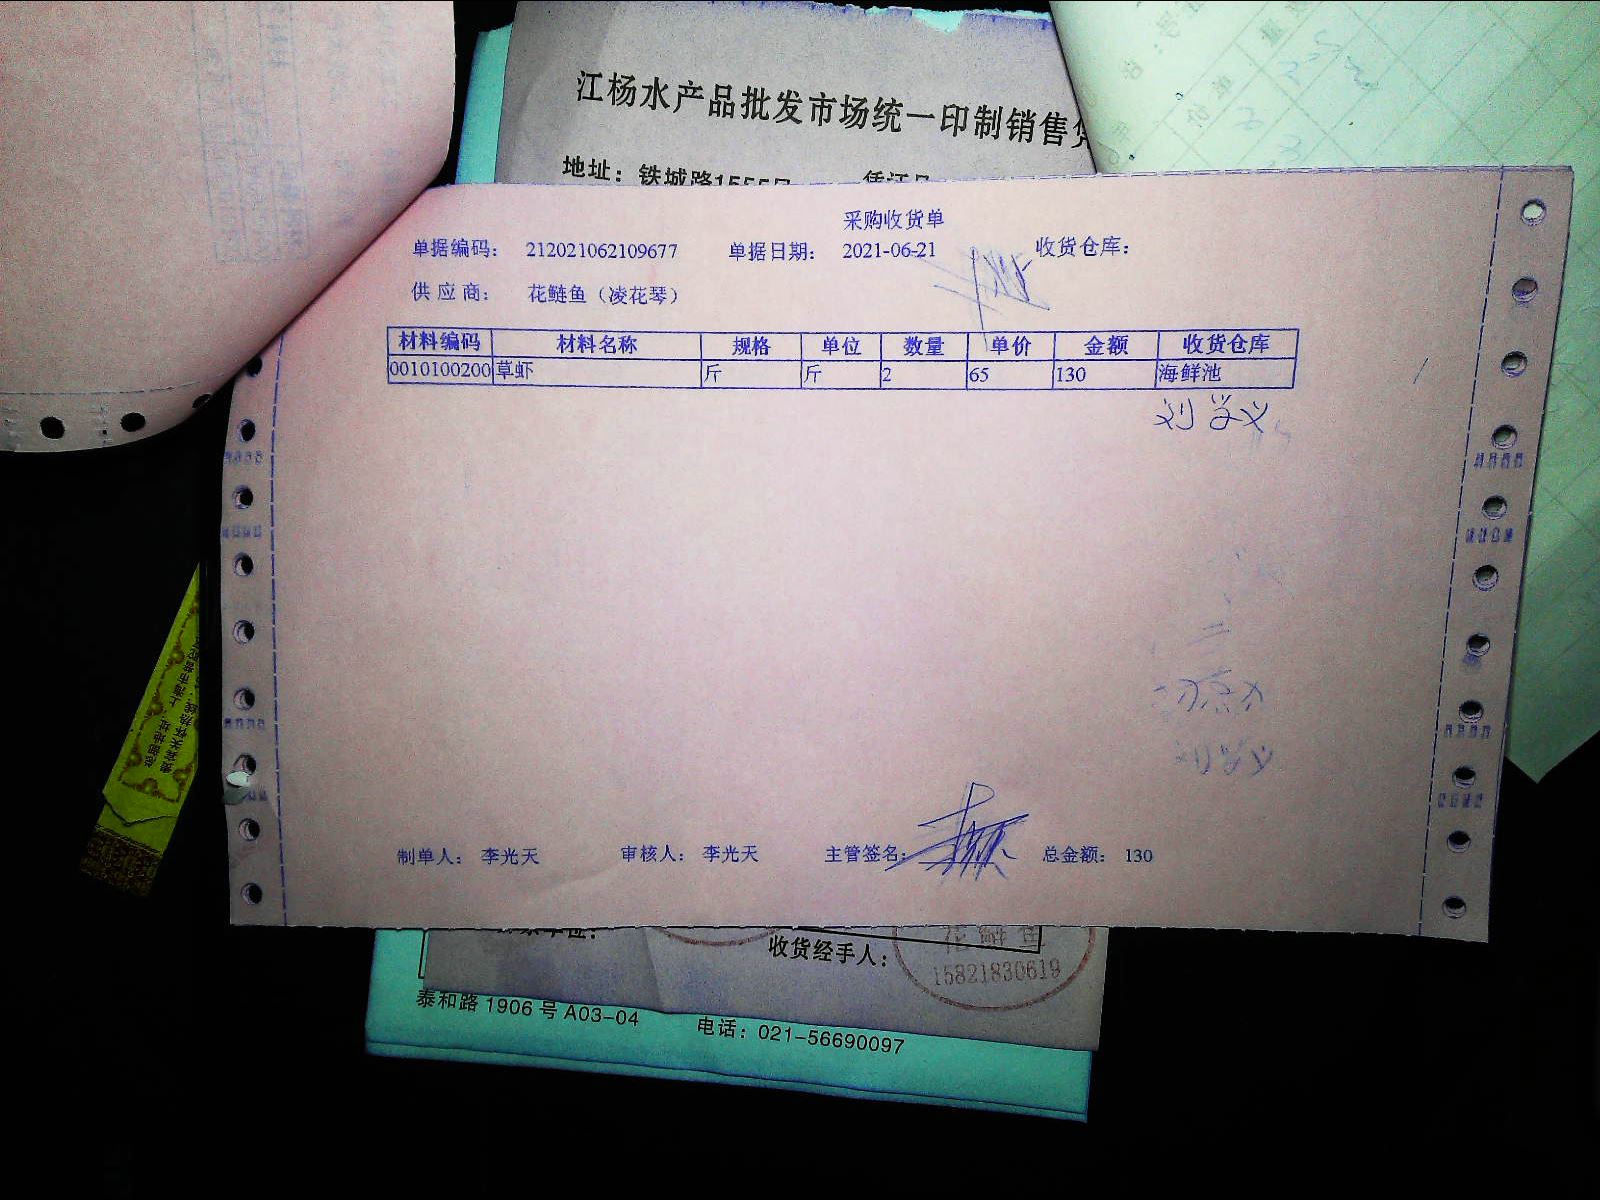 江杨水产品批发市场统一印制销售
地址：铁城路1555号
采购收货单
单据编码： 212021062109677 单据日期： 2021-06-21 收货仓库：
供应商： 花鲢鱼（凌花琴）
材料编码 材料名称 规格 单位 数量 单价 金额 收货仓库
0010100200 草虾 斤 斤 2 65 130 海鲜池
刘学义
制单人： 李光天 审核人： 李光天 主管签名： 总金额： 130
收货经手人：
15821830619
泰和路 1906 号 A03-04 电话：021-56690097